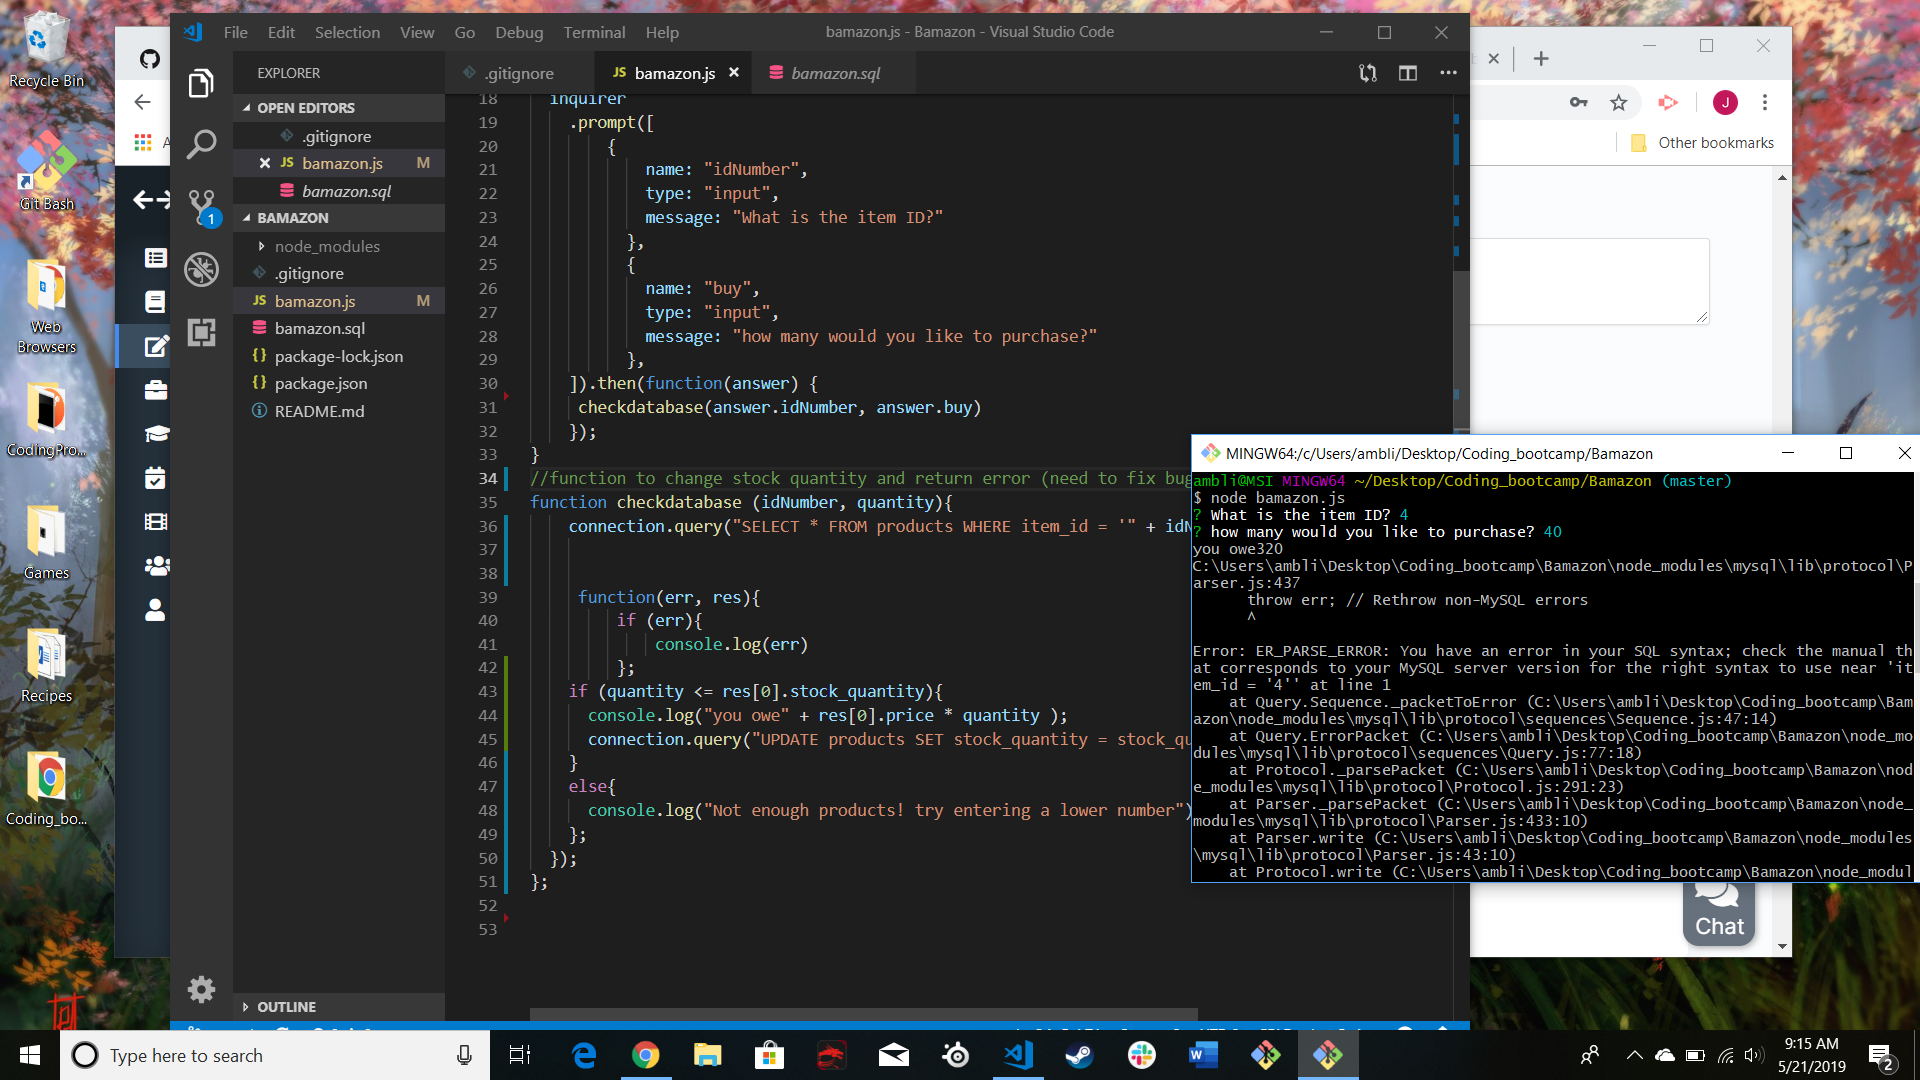 Recycle Bin
Git Bash
Web
Browsers
CodingPro...
Games
Recipes
Coding_bo...
File Edit Selection View Go Debug Terminal Help
bamazon.js - Bamazon - Visual Studio Code
EXPLORER
OPEN EDITORS
.gitignore
JS bamazon.js M
bamazon.sql
BAMAZON
node_modules
.gitignore
JS bamazon.js M
bamazon.sql
{} package-lock.json
{} package.json
README.md
OUTLINE
1
.gitignore
JS bamazon.js
bamazon.sql
18 inquirer
19 .prompt([
20 {
21 name: "idNumber",
22 type: "input",
23 message: "What is the item ID?"
24 },
25 {
26 name: "buy",
27 type: "input",
28 message: "how many would you like to purchase?"
29 },
30 ]).then(function(answer) {
31 checkdatabase(answer.idNumber, answer.buy)
32 });
33 }
34 //function to change stock quantity and return error (need to fix bug
35 function checkdatabase (idNumber, quantity){
36 connection.query("SELECT * FROM products WHERE item_id = '" + idN
37
38
39 function(err, res){
40 if (err){
41 console.log(err)
42 };
43 if (quantity <= res[0].stock_quantity){
44 console.log("you owe" + res[0].price * quantity );
45 connection.query("UPDATE products SET stock_quantity = stock_qu
46 }
47 else{
48 console.log("Not enough products! try entering a lower number")
49 };
50 });
51 };
52
53
J
Other bookmarks
MINGW64:/c/Users/ambli/Desktop/Coding_bootcamp/Bamazon
ambli@MSI MINGW64 ~/Desktop/Coding_bootcamp/Bamazon (master)
$ node bamazon.js
? What is the item ID? 4
? how many would you like to purchase? 40
you owe320
C:\Users\ambli\Desktop\Coding_bootcamp\Bamazon\node_modules\mysql\lib\protocol\P
arser.js:437
throw err; // Rethrow non-MySQL errors
^
Error: ER_PARSE_ERROR: You have an error in your SQL syntax; check the manual th
at corresponds to your MySQL server version for the right syntax to use near 'it
em_id = '4'' at line 1
at Query.Sequence._packetToError (C:\Users\ambli\Desktop\Coding_bootcamp\Bam
azon\node_modules\mysql\lib\protocol\sequences\Sequence.js:47:14)
at Query.ErrorPacket (C:\Users\ambli\Desktop\Coding_bootcamp\Bamazon\node_mo
dules\mysql\lib\protocol\sequences\Query.js:77:18)
at Protocol._parsePacket (C:\Users\ambli\Desktop\Coding_bootcamp\Bamazon\nod
e_modules\mysql\lib\protocol\Protocol.js:291:23)
at Parser._parsePacket (C:\Users\ambli\Desktop\Coding_bootcamp\Bamazon\node_
modules\mysql\lib\protocol\Parser.js:433:10)
at Parser.write (C:\Users\ambli\Desktop\Coding_bootcamp\Bamazon\node_modules
\mysql\lib\protocol\Parser.js:43:10)
at Protocol.write (C:\Users\ambli\Desktop\Coding_bootcamp\Bamazon\node_modul
Chat
Type here to search
9:15 AM
5/21/2019
2